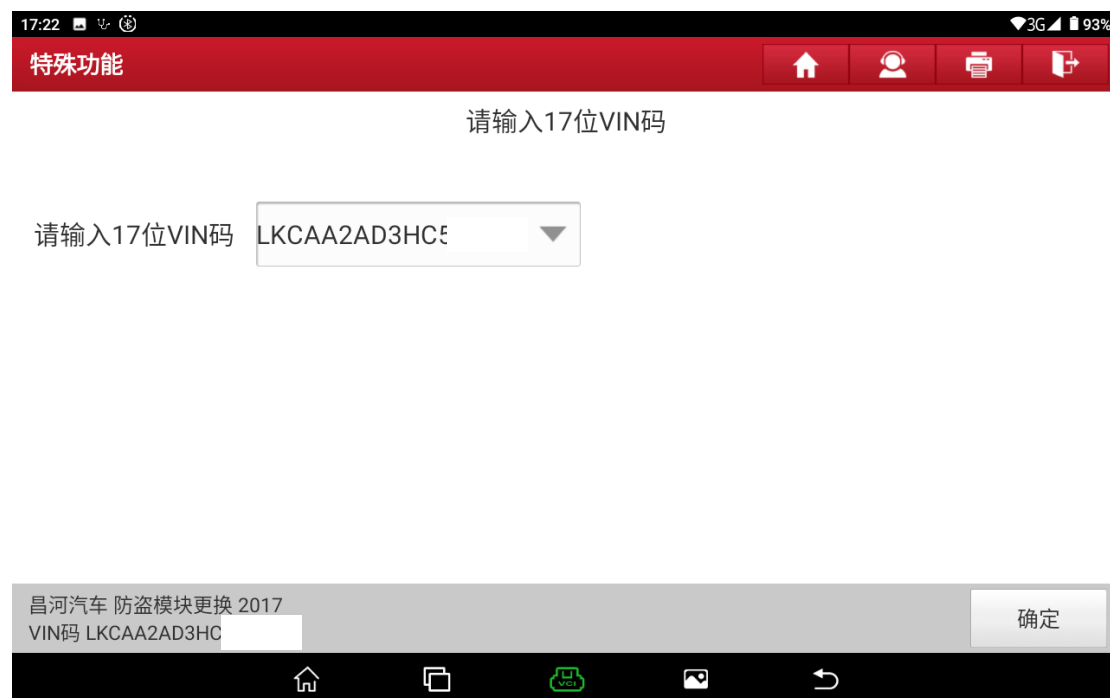 17:22 3G 93%
特殊功能
请输入17位VIN码
请输入17位VIN码 LKCAA2AD3HC5
昌河汽车 防盗模块更换 2017
VIN码 LKCAA2AD3HC
确定
VCI